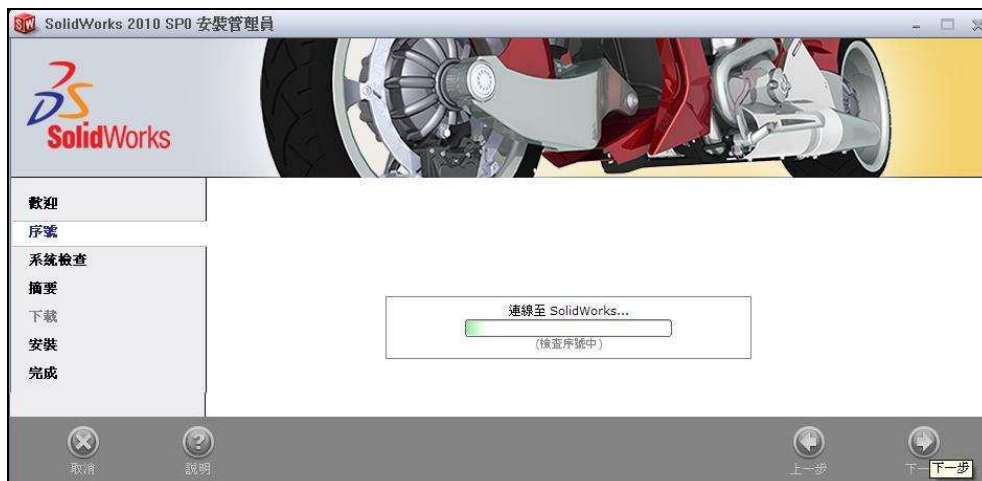 SolidWorks 2010 SP0 安裝管理員
SolidWorks
歡迎
序號
系統檢查
摘要
下載
安裝
完成
連線至 SolidWorks...
(檢查序號中)
取消
說明
上一步
下一步